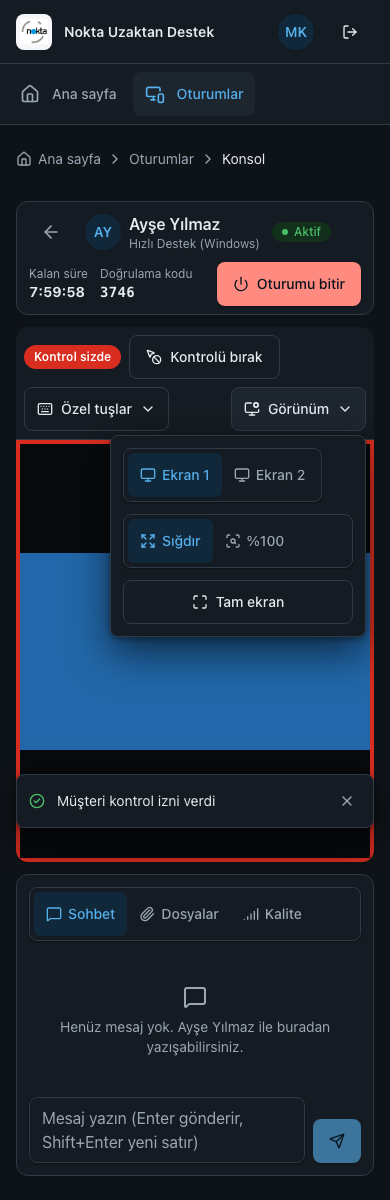 nokta
Nokta Uzaktan Destek
MK
Ana sayfa
Oturumlar
Ana sayfa
Oturumlar
Konsol
AY
Ayşe Yılmaz
Hızlı Destek (Windows)
Aktif
Kalan süre
7:59:58
Doğrulama kodu
3746
Oturumu bitir
Kontrol sizde
Kontrolü bırak
Özel tuşlar
Görünüm
Ekran 1
Ekran 2
Sığdır
%100
Tam ekran
Müşteri kontrol izni verdi
Sohbet
Dosyalar
Kalite
Henüz mesaj yok. Ayşe Yılmaz ile buradan
yazışabilirsiniz.
Mesaj yazın (Enter gönderir,
Shift+Enter yeni satır)